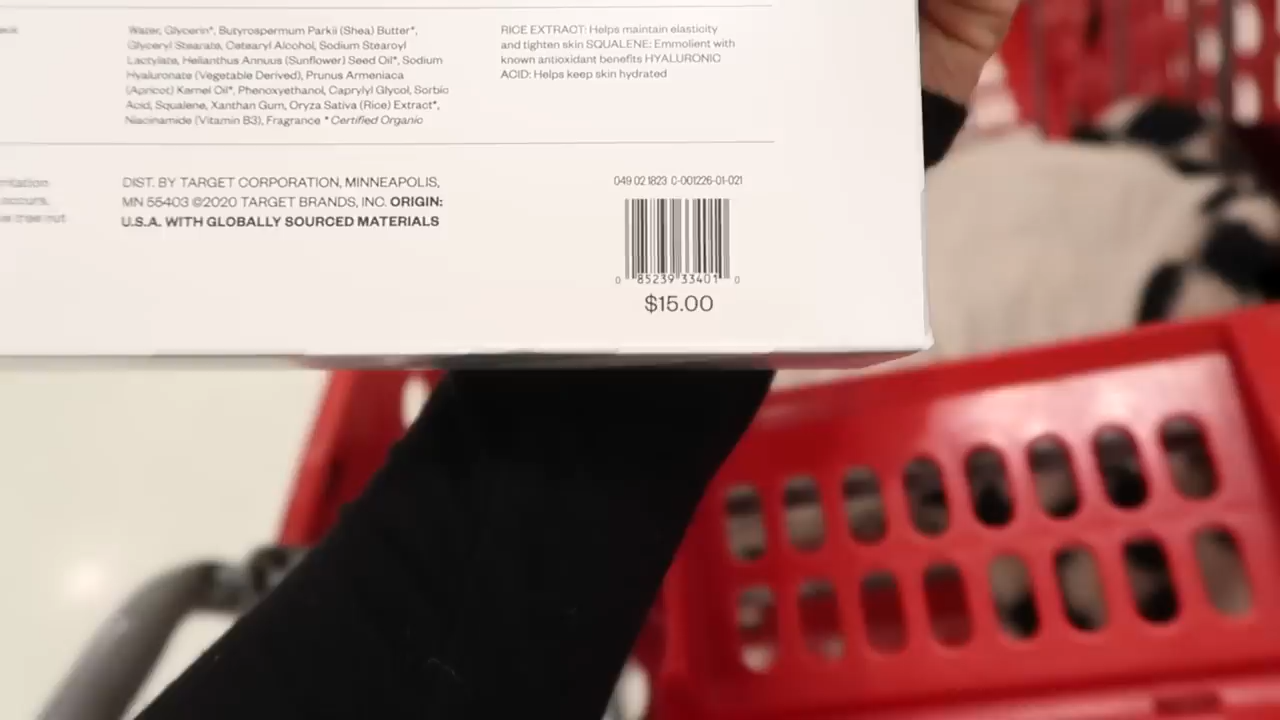 Water, Glycerin*, Butyrospermum Parkii (Shea) Butter*,
Glyceryl Stearate, Cetearyl Alcohol, Sodium Stearoyl
Lactylate, Helianthus Annuus (Sunflower) Seed Oil*, Sodium
Hyaluronate (Vegetable Derived), Prunus Armeniaca
(Apricot) Kernel Oil*, Phenoxyethanol, Caprylyl Glycol, Sorbic
Acid, Squalene, Xanthan Gum, Oryza Sativa (Rice) Extract*,
Niacinamide (Vitamin B3), Fragrance *Certified Organic
RICE EXTRACT: Helps maintain elasticity
and tighten skin SQUALENE: Emmolient with
known antioxidant benefits HYALURONIC
ACID: Helps keep skin hydrated
occurs,
tree nut
DIST. BY TARGET CORPORATION, MINNEAPOLIS,
MN 55403 ©2020 TARGET BRANDS, INC. ORIGIN:
U.S.A. WITH GLOBALLY SOURCED MATERIALS
049 02 1823 C-001226-01-021
0 85239 33401 0
$15.00